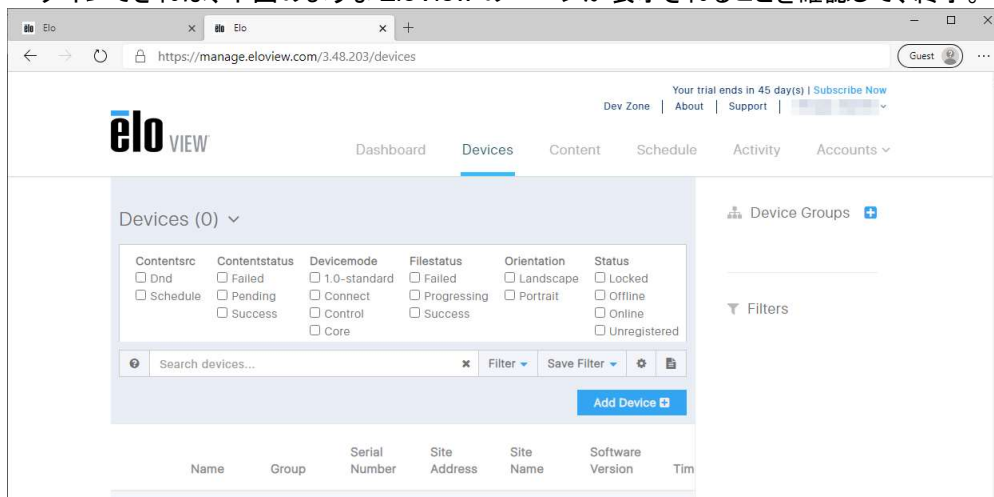 Elo
Elo
https://manage.eloview.com/3.48.203/devices
Guest
Your trial ends in 45 day(s) | Subscribe Now
Dev Zone | About | Support |
ēlo VIEW
Dashboard Devices Content Schedule Activity Accounts
Devices (0)
Device Groups
Contentsrc Contentstatus Devicemode Filestatus Orientation Status
Dnd Failed 1.0-standard Failed Landscape Locked
Schedule Pending Connect Progressing Portrait Offline
Success Control Success Online
Core Unregistered
Filters
Search devices... Filter Save Filter
Add Device
Name Group Serial Number Site Address Site Name Software Version Tim